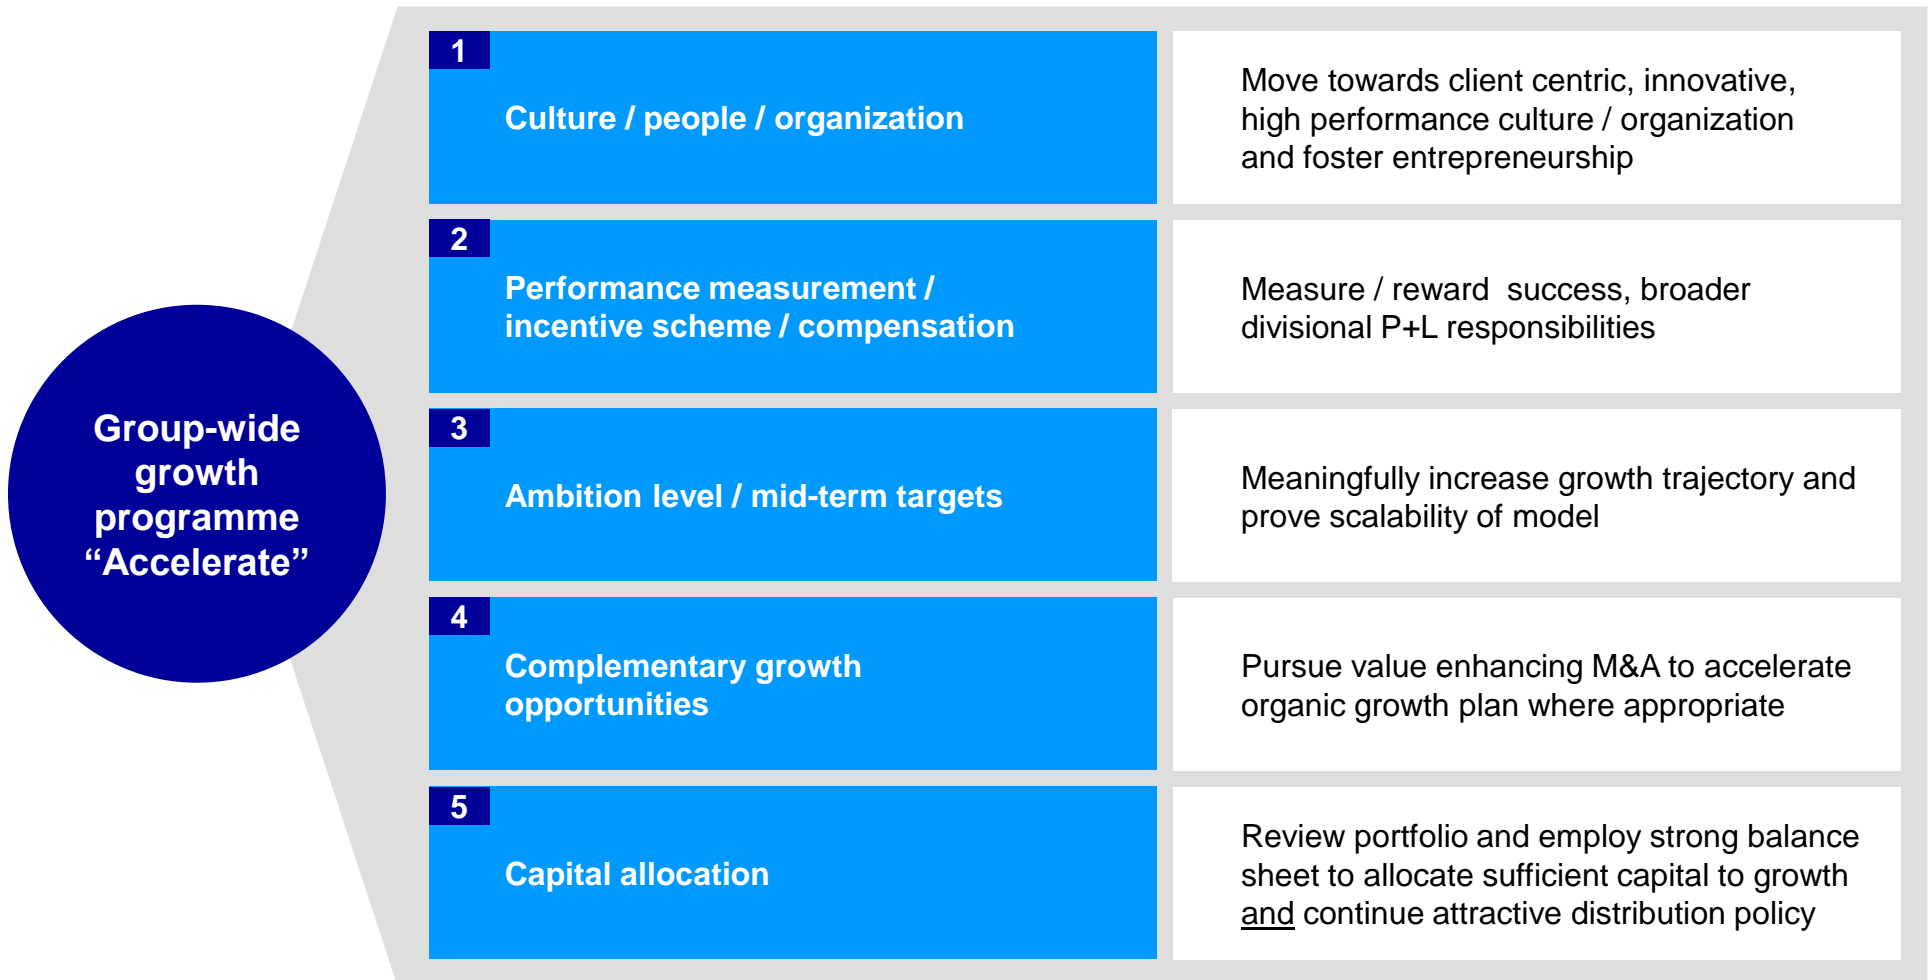 Group-wide
growth
programme
“Accelerate”
1
Culture / people / organization
Move towards client centric, innovative,
high performance culture / organization
and foster entrepreneurship
2
Performance measurement /
incentive scheme / compensation
Measure / reward  success, broader
divisional P+L responsibilities
3
Ambition level / mid-term targets
Meaningfully increase growth trajectory and
prove scalability of model
4
Complementary growth
opportunities
Pursue value enhancing M&A to accelerate
organic growth plan where appropriate
5
Capital allocation
Review portfolio and employ strong balance
sheet to allocate sufficient capital to growth
and continue attractive distribution policy